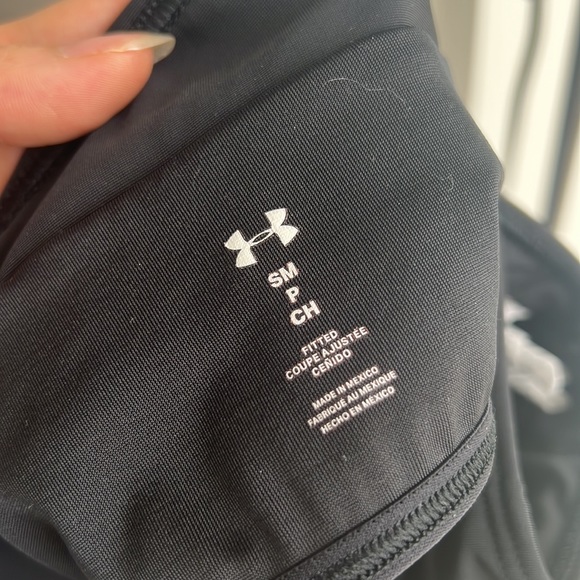 SM
P
CH
FITTED
COUPE AJUSTÉE
CEÑIDO
MADE IN MEXICO
FABRIQUÉ AU MEXIQUE
HECHO EN MÉXICO